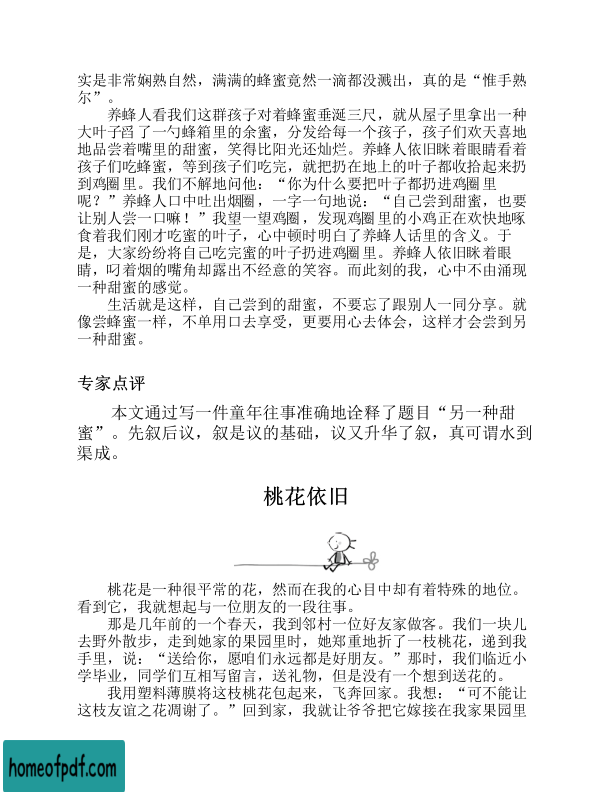 实是非常娴熟自然，满满的蜂蜜竟然一滴都没溅出，真的是“惟手熟
尔”。
养蜂人看我们这群孩子对着蜂蜜垂涎三尺，就从屋子里拿出一种
大叶子舀了一勺蜂箱里的余蜜，分发给每一个孩子，孩子们欢天喜地
地品尝着嘴里的甜蜜，笑得比阳光还灿烂。养蜂人依旧眯着眼睛看着
孩子们吃蜂蜜，等到孩子们吃完，就把扔在地上的叶子都收拾起来扔
到鸡圈里。我们不解地问他：“你为什么要把叶子都扔进鸡圈里
呢？”养蜂人口中吐出烟圈，一字一句地说：“自己尝到甜蜜，也要
让别人尝一口嘛！”我望一望鸡圈，发现鸡圈里的小鸡正在欢快地啄
食着我们刚才吃蜜的叶子，心中顿时明白了养蜂人话里的含义。于
是，大家纷纷将自己吃完蜜的叶子扔进鸡圈里。养蜂人依旧眯着眼
睛，叼着烟的嘴角却露出不经意的笑容。而此刻的我，心中不由涌现
一种甜蜜的感觉。
生活就是这样，自己尝到的甜蜜，不要忘了跟别人一同分享。就
像尝蜂蜜一样，不单用口去享受，更要用心去体会，这样才会尝到另
一种甜蜜。
专家点评
本文通过写一件童年往事准确地诠释了题目“另一种甜
蜜”。先叙后议，叙是议的基础，议又升华了叙，真可谓水到
渠成。
桃花依旧
桃花是一种很平常的花，然而在我的心目中却有着特殊的地位。
看到它，我就想起与一位朋友的一段往事。
那是几年前的一个春天，我到邻村一位好友家做客。我们一块儿
去野外散步，走到她家的果园里时，她郑重地折了一枝桃花，递到我
手里，说：“送给你，愿咱们永远都是好朋友。”那时，我们临近小
学毕业，同学们互相写留言，送礼物，但是没有一个想到送花的。
我用塑料薄膜将这枝桃花包起来，飞奔回家。我想：“可不能让
这枝友谊之花凋谢了。”回到家，我就让爷爷把它嫁接在我家果园里
homeofpdf.com